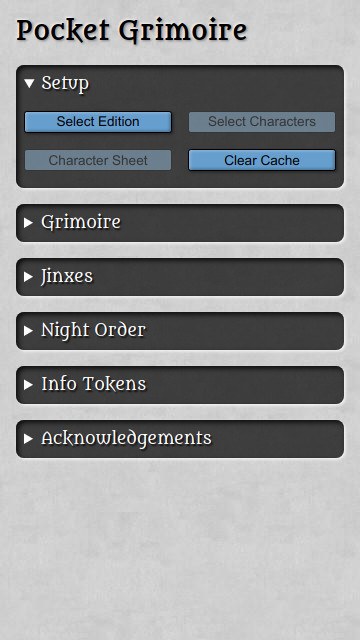 Pocket Grimoire
Setup
Select Edition
Select Characters
Character Sheet
Clear Cache
Grimoire
Jinxes
Night Order
Info Tokens
Acknowledgements